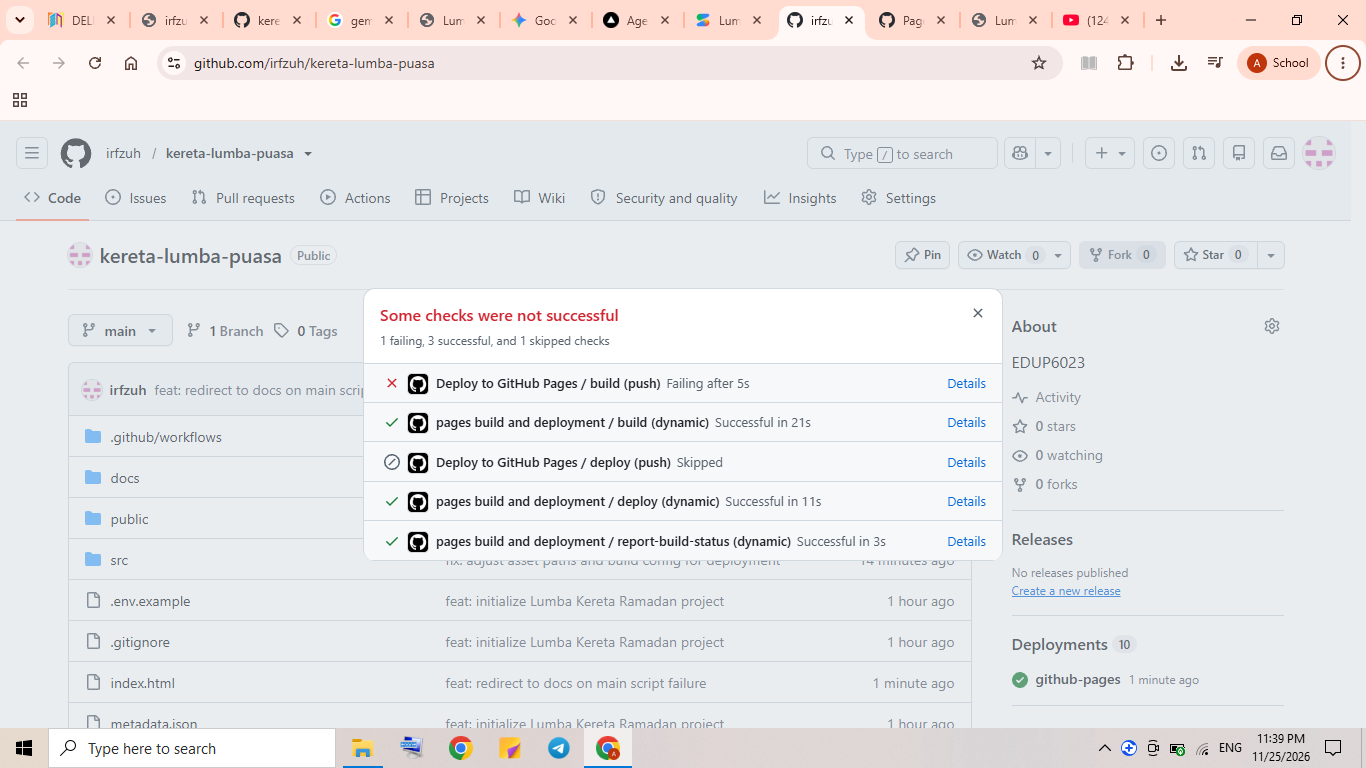 DELI
irfzu
kere
gem
Lum
Goo
Age
Lum
irfzu
Page
Lum
(124
github.com/irfzuh/kereta-lumba-puasa
A School
irfzuh / kereta-lumba-puasa
Type / to search
Code Issues Pull requests Actions Projects Wiki Security and quality Insights Settings
kereta-lumba-puasa Public
Pin Watch 0 Fork 0 Star 0
main 1 Branch 0 Tags
irfzuh feat: redirect to docs on main scrip
.github/workflows
docs
public
src fix: adjust asset paths and build config for deployment 14 minutes ago
.env.example feat: initialize Lumba Kereta Ramadan project 1 hour ago
.gitignore feat: initialize Lumba Kereta Ramadan project 1 hour ago
index.html feat: redirect to docs on main script failure 1 minute ago
metadata.json feat: initialize Lumba Kereta Ramadan project 1 hour ago
Some checks were not successful
1 failing, 3 successful, and 1 skipped checks
Deploy to GitHub Pages / build (push) Failing after 5s Details
pages build and deployment / build (dynamic) Successful in 21s Details
Deploy to GitHub Pages / deploy (push) Skipped Details
pages build and deployment / deploy (dynamic) Successful in 11s Details
pages build and deployment / report-build-status (dynamic) Successful in 3s Details
About
EDUP6023
Activity
0 stars
0 watching
0 forks
Releases
No releases published
Create a new release
Deployments 10
github-pages 1 minute ago
Type here to search
ENG
11:39 PM
11/25/2026